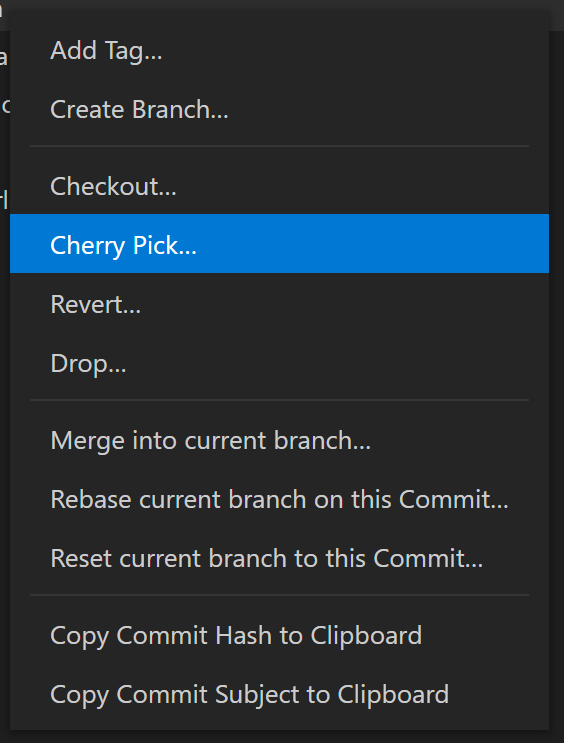 Add Tag...
Create Branch...
Checkout...
Cherry Pick...
Revert...
Drop...
Merge into current branch...
Rebase current branch on this Commit...
Reset current branch to this Commit...
Copy Commit Hash to Clipboard
Copy Commit Subject to Clipboard